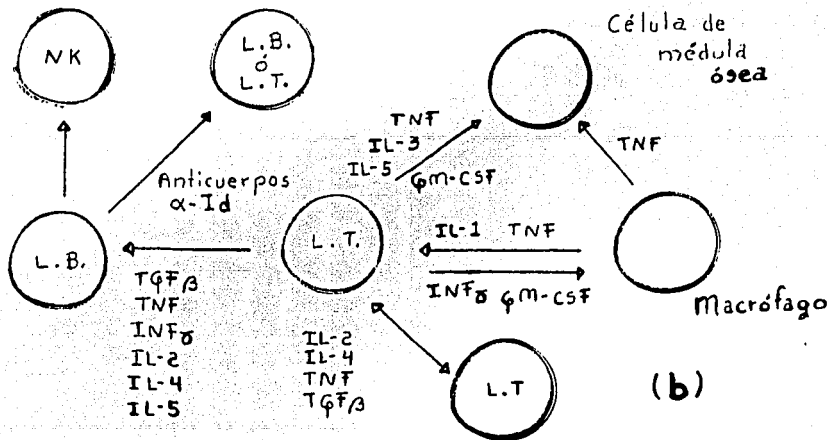 NK
L.B.
ó
L.T.
Célula de
médula
ósea
TNF
IL-3
IL-5
GM-CSF
TNF
Anticuerpos
α-Id
L.B.
L.T.
IL-1 TNF
INFγ GM-CSF
Macrófago
TGFβ
TNF
INFγ
IL-2
IL-4
IL-5
IL-2
IL-4
TNF
TGFβ
L.T
(b)